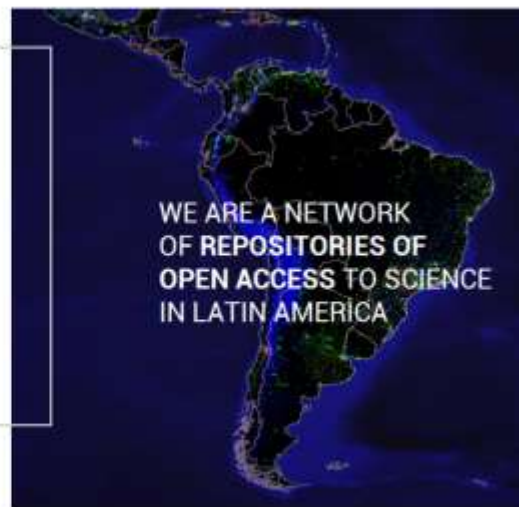 WE ARE A NETWORK
OF REPOSITORIES OF
OPEN ACCESS TO SCIENCE
IN LATIN AMERICA